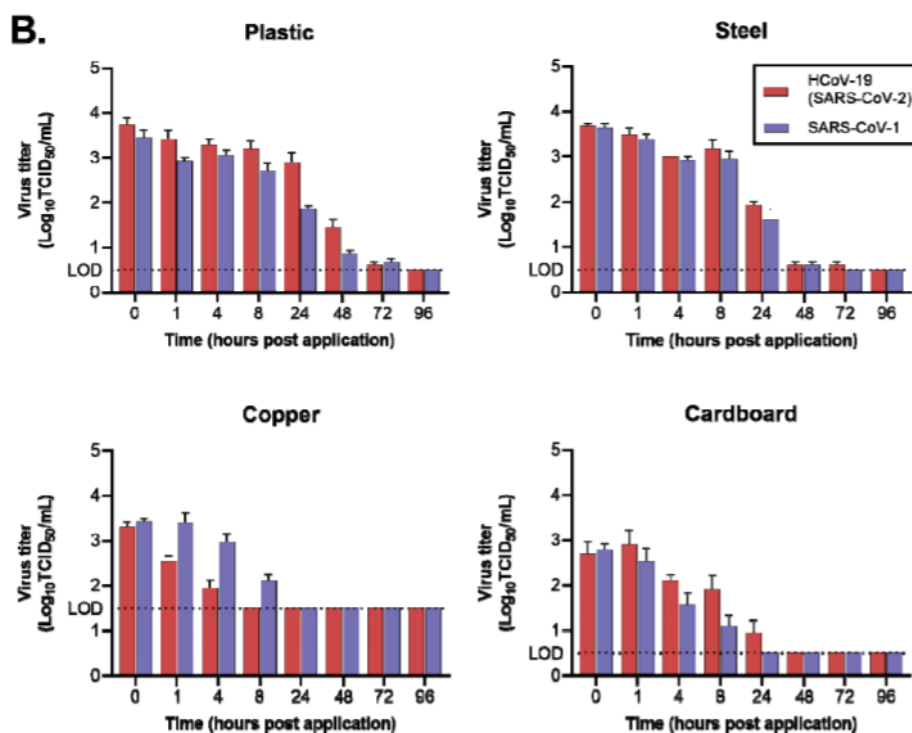 B.
Plastic
Virus titer
(Log10TCID50/mL)
5
4
3
2
1
LOD
0
0 1 4 8 24 48 72 96
Time (hours post application)
Steel
HCoV-19
(SARS-CoV-2)
SARS-CoV-1
Virus titer
(Log10TCID50/mL)
5
4
3
2
1
LOD
0
0 1 4 8 24 48 72 96
Time (hours post application)
Copper
Virus titer
(Log10TCID50/mL)
5
4
3
2
LOD
1
0
0 1 4 8 24 48 72 96
Time (hours post application)
Cardboard
Virus titer
(Log10TCID50/mL)
5
4
3
2
1
LOD
0
0 1 4 8 24 48 72 96
Time (hours post application)